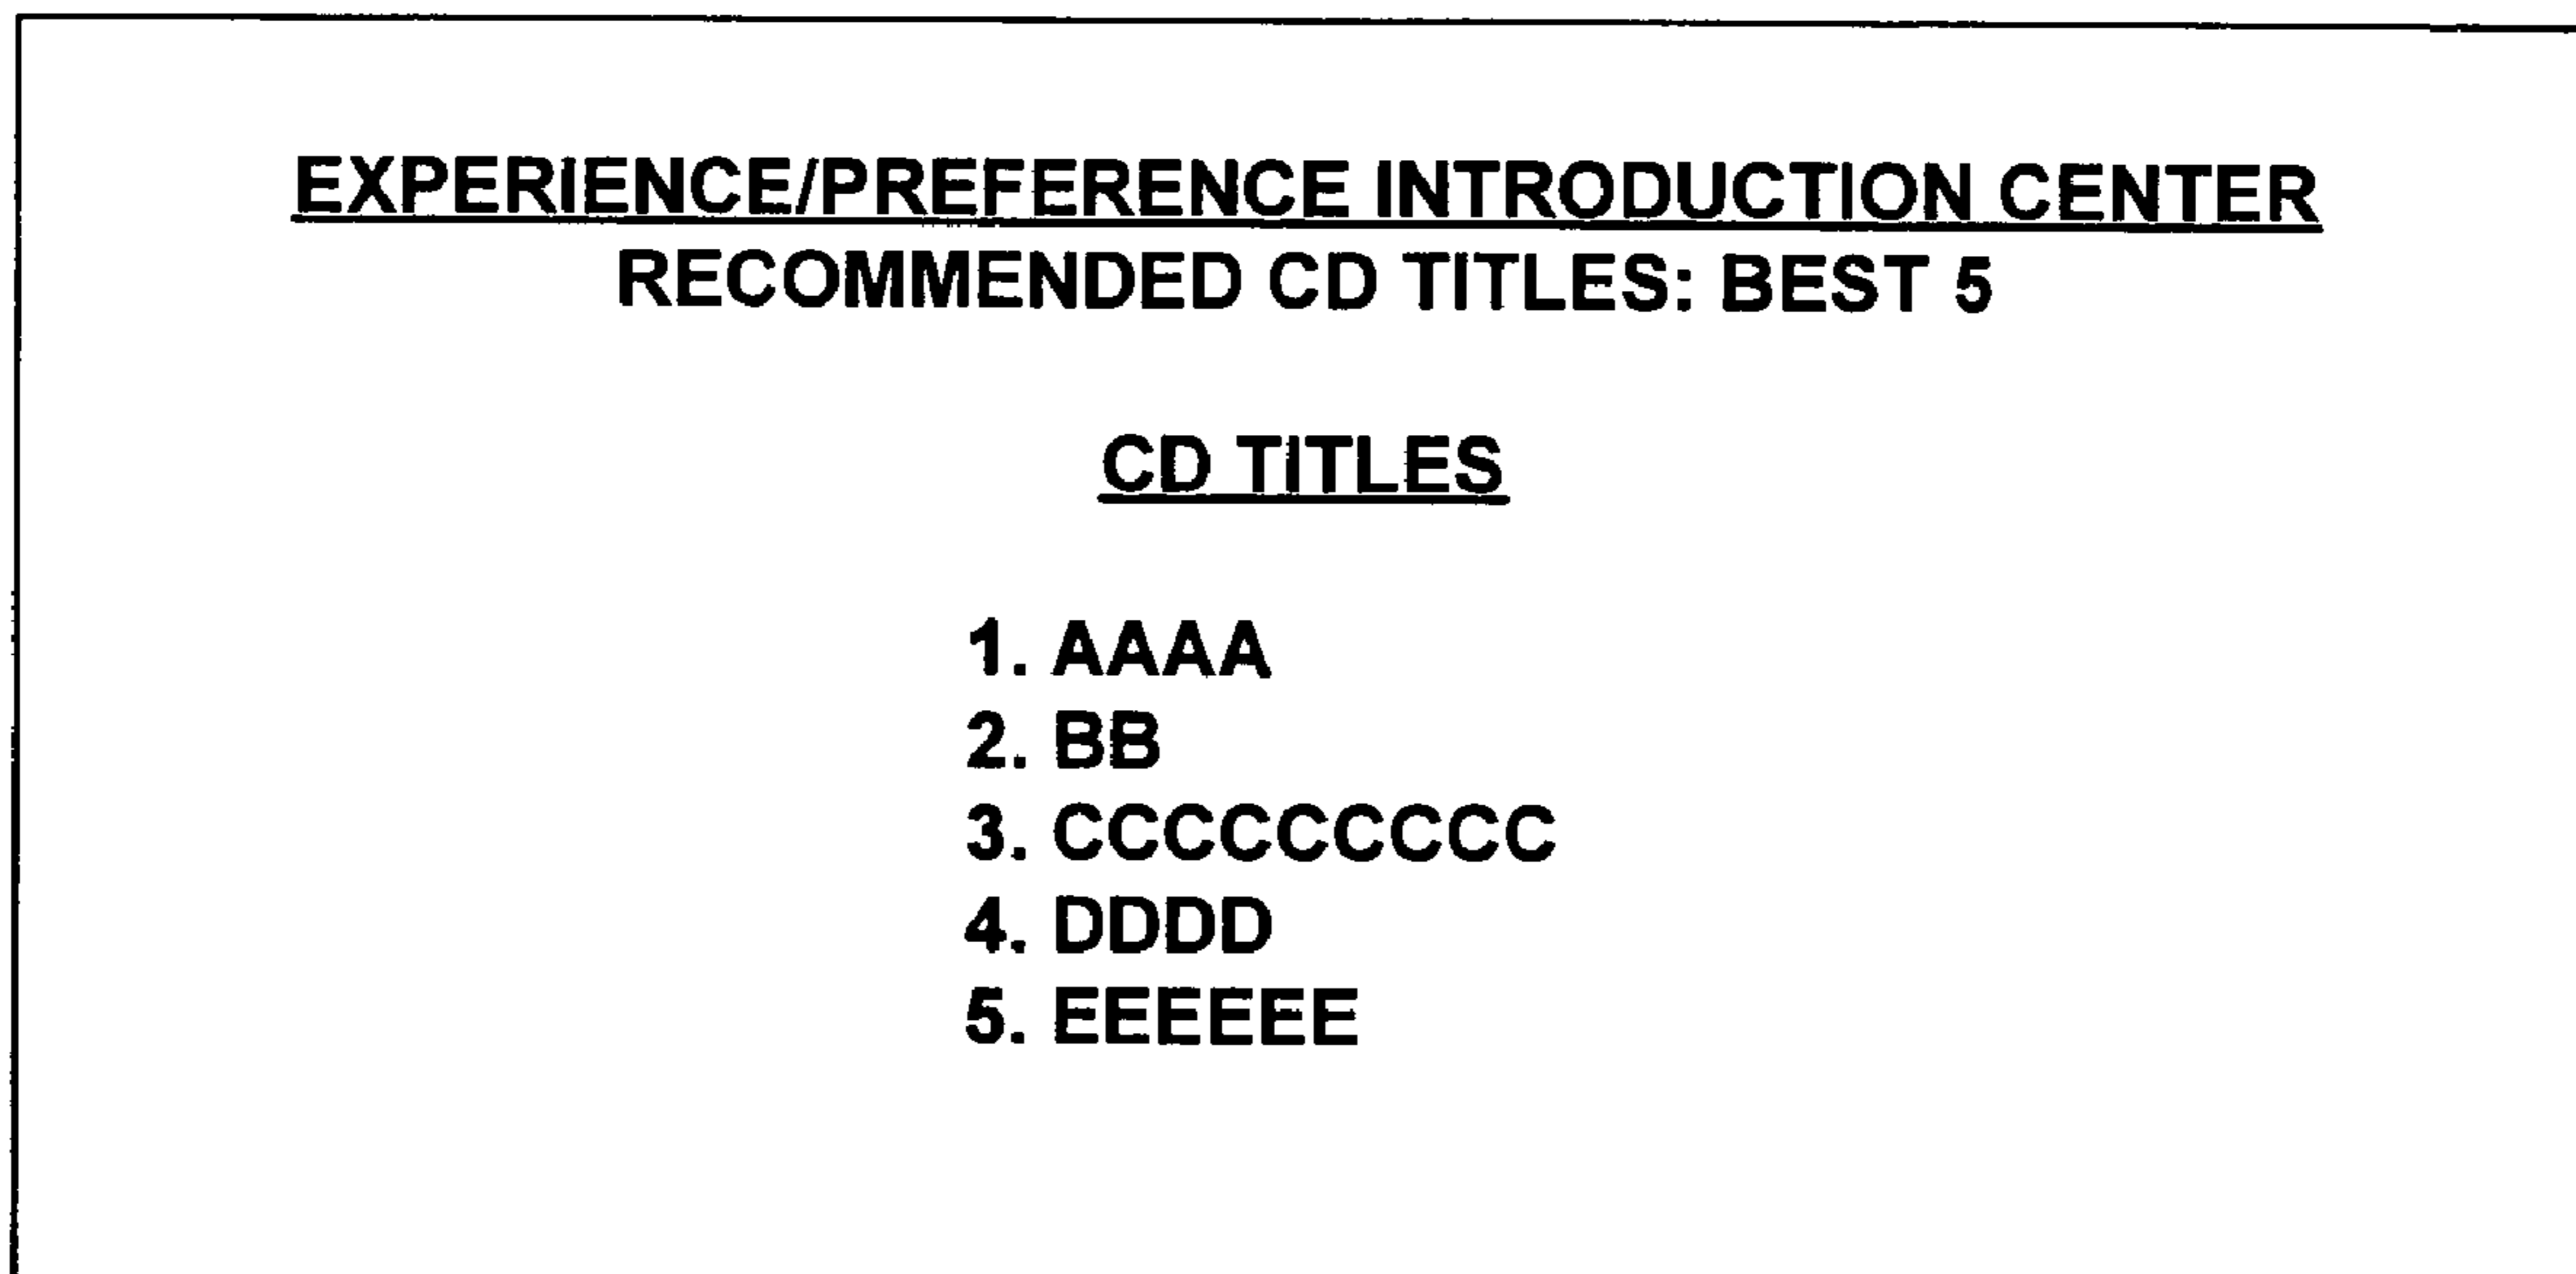 EXPERIENCE/PREFERENCE INTRODUCTION CENTER
RECOMMENDED CD TITLES: BEST 5
CD TITLES
1. AAAA
2. BB
3. CCCCCCCCC
4. DDDD
5. EEEEEE